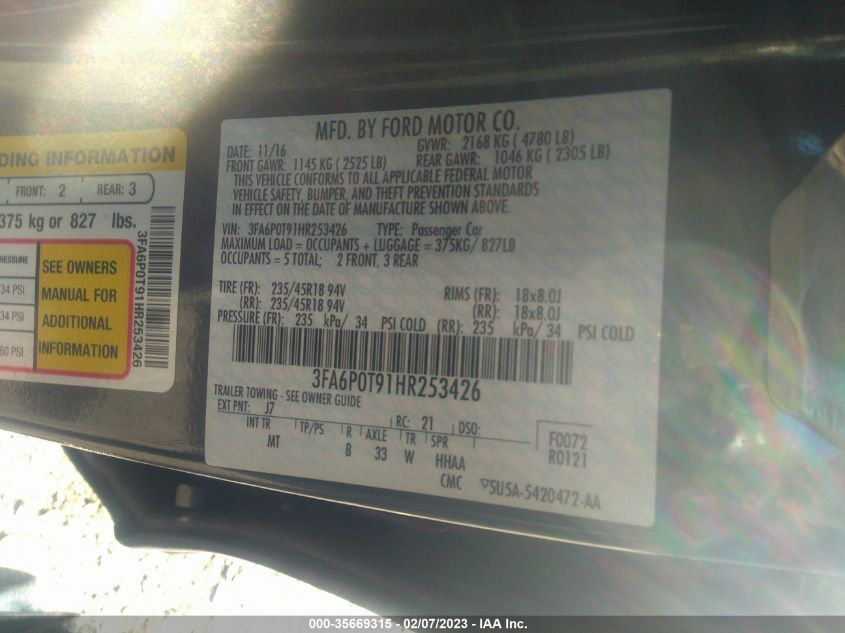 DING INFORMATION
FRONT: 2 REAR: 3
375 kg or 827 lbs.
RESSURE
34 PSI
34 PSI
60 PSI
SEE OWNERS
MANUAL FOR
ADDITIONAL
INFORMATION
3FA6P0T91HR253426
MFD. BY FORD MOTOR CO.
DATE: 11/16 GVWR: 2168 KG ( 4780 LB)
FRONT GAWR: 1145 KG ( 2525 LB) REAR GAWR: 1046 KG ( 2305 LB)
THIS VEHICLE CONFORMS TO ALL APPLICABLE FEDERAL MOTOR
VEHICLE SAFETY, BUMPER, AND THEFT PREVENTION STANDARDS
IN EFFECT ON THE DATE OF MANUFACTURE SHOWN ABOVE.
VIN: 3FA6P0T91HR253426 TYPE: Passenger Car
MAXIMUM LOAD = OCCUPANTS + LUGGAGE = 375KG/ 827LB
OCCUPANTS = 5 TOTAL; 2 FRONT, 3 REAR
TIRE (FR): 235/45R18 94V RIMS (FR): 18x8.0J
(RR): 235/45R18 94V (RR): 18x8.0J
PRESSURE (FR): 235 kPa/ 34 PSI COLD (RR): 235 kPa/ 34 PSI COLD
3FA6P0T91HR253426
TRAILER TOWING - SEE OWNER GUIDE
EXT PNT: J7 RC: 21 DSO:
INT TR TP/PS R AXLE TR SPR F0072
MT B 33 W HHAA R0121
CMC ▽5U5A-5420472-AA
000-35669315 - 02/07/2023 - IAA Inc.